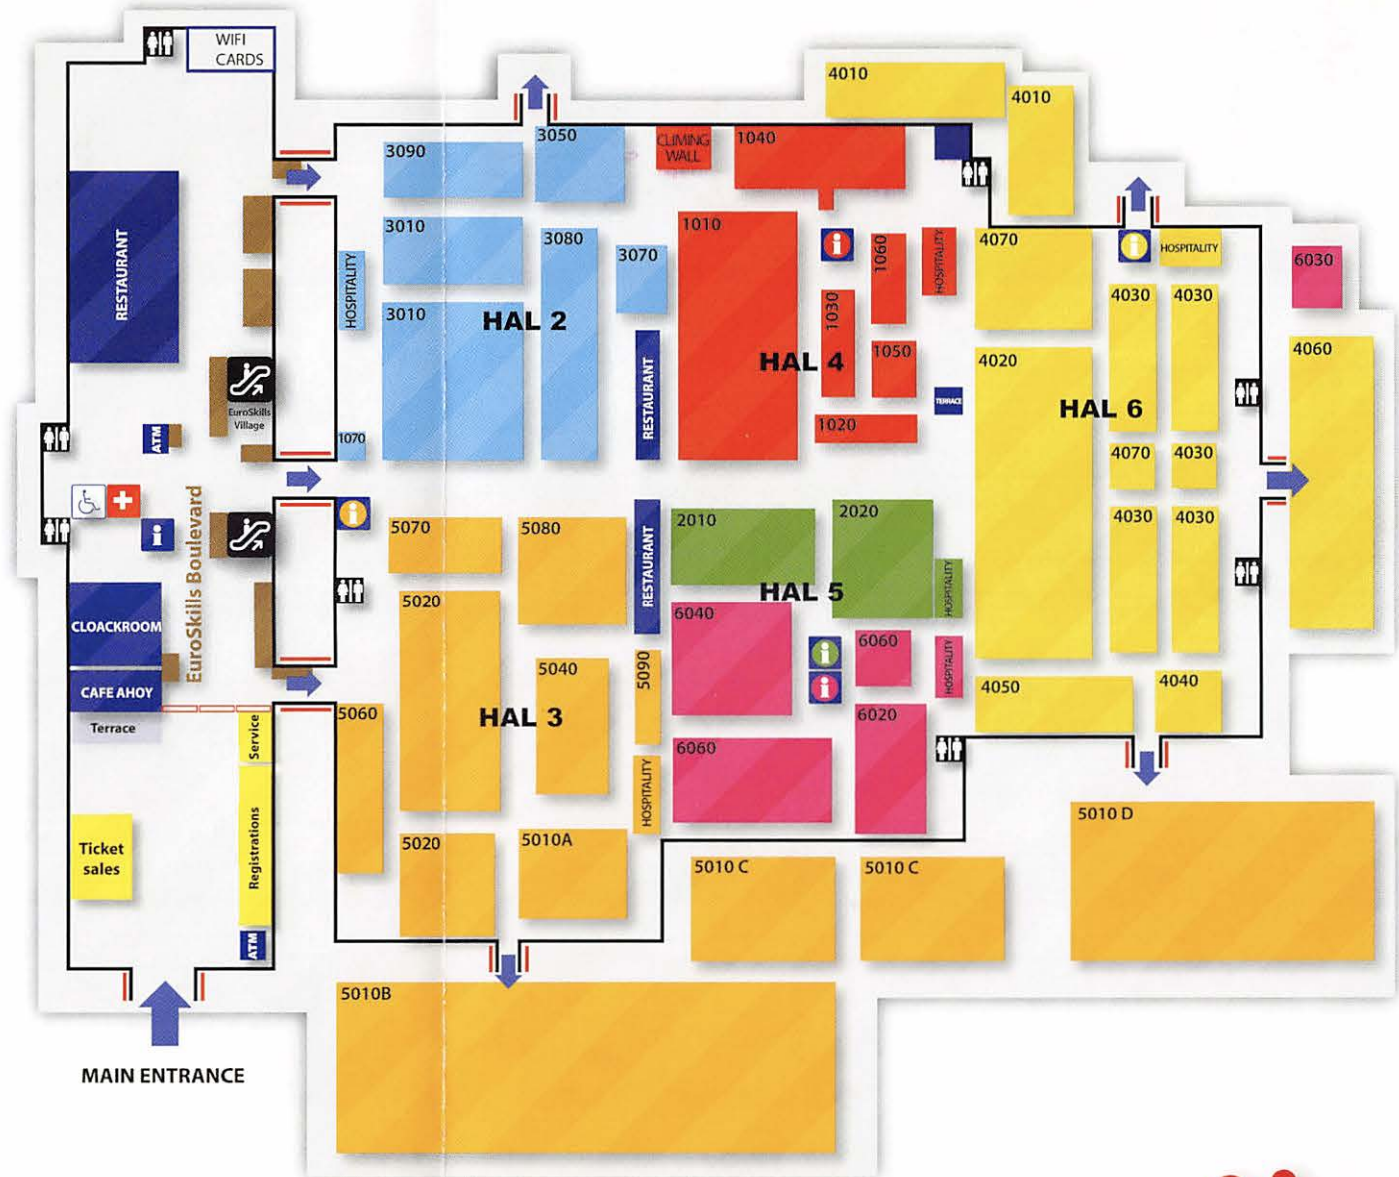 WIFI
CARDS
4010
4010
3090
3050
CLIMING
WALL
1040
RESTAURANT
3010
3080
3070
1010
1060
HOSPITALITY
4070
HOSPITALITY
6030
HOSPITALITY
3010
HAL 2
1030
4030
4030
HAL 4
1050
4020
4060
EuroSkills
Village
RESTAURANT
TERRACE
HAL 6
ATM
1070
1020
4070
4030
EuroSkills Boulevard
5070
5080
RESTAURANT
2010
2020
4030
4030
CLOACKROOM
5020
HAL 5
HOSPITALITY
6040
CAFE AHOY
5040
5090
6060
HOSPITALITY
4050
4040
Terrace
Service
5060
HAL 3
6020
6060
Registrations
HOSPITALITY
Ticket
sales
5020
5010A
5010 C
5010 C
5010 D
ATM
5010B
MAIN ENTRANCE